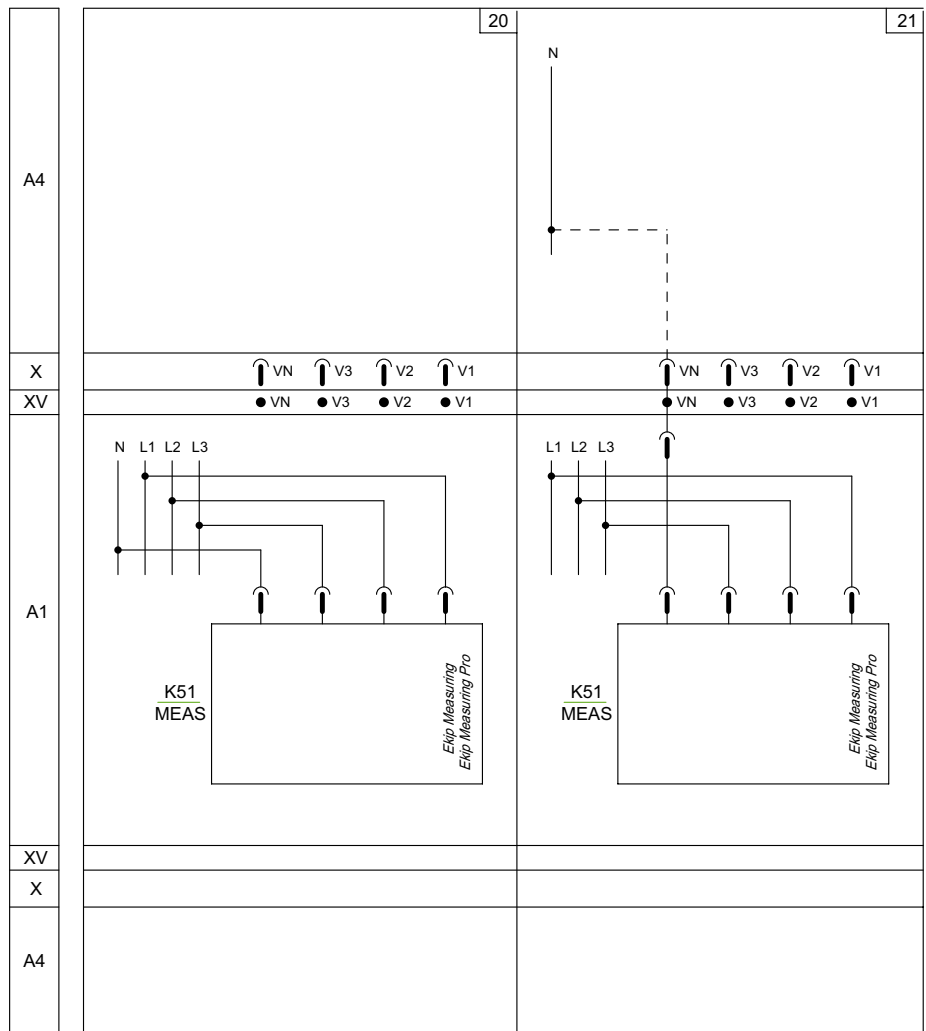 20
21
N
A4
X
VN V3 V2 V1
VN V3 V2 V1
XV
VN V3 V2 V1
VN V3 V2 V1
N L1 L2 L3
L1 L2 L3
A1
K51
MEAS
Ekip Measuring
Ekip Measuring Pro
K51
MEAS
Ekip Measuring
Ekip Measuring Pro
XV
X
A4